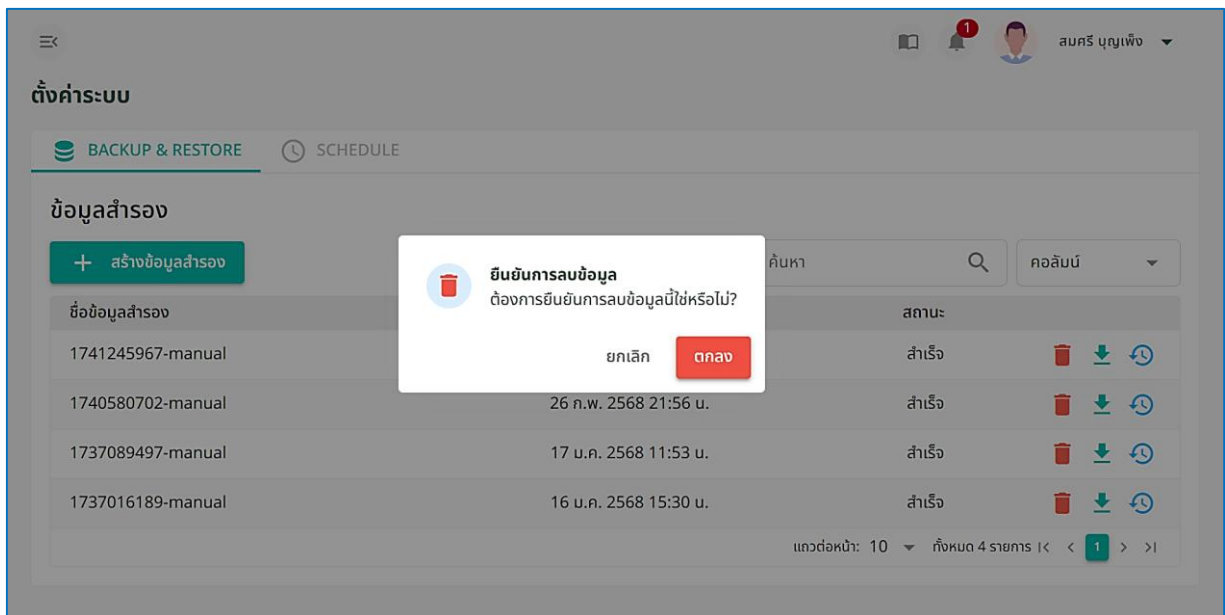 1
สมศรี บุญเพ็ง
ตั้งค่าระบบ
BACKUP & RESTORE SCHEDULE
ข้อมูลสำรอง
+ สร้างข้อมูลสำรอง ค้นหา คอลัมน์
ยืนยันการลบข้อมูล
ต้องการยืนยันการลบข้อมูลนี้ใช่หรือไม่?
ยกเลิก ตกลง
ชื่อข้อมูลสำรอง สถานะ
1741245967-manual สำเร็จ
1740580702-manual 26 ก.พ. 2568 21:56 น. สำเร็จ
1737089497-manual 17 ม.ค. 2568 11:53 น. สำเร็จ
1737016189-manual 16 ม.ค. 2568 15:30 น. สำเร็จ
แถวต่อหน้า: 10 ทั้งหมด 4 รายการ |< < 1 > >|